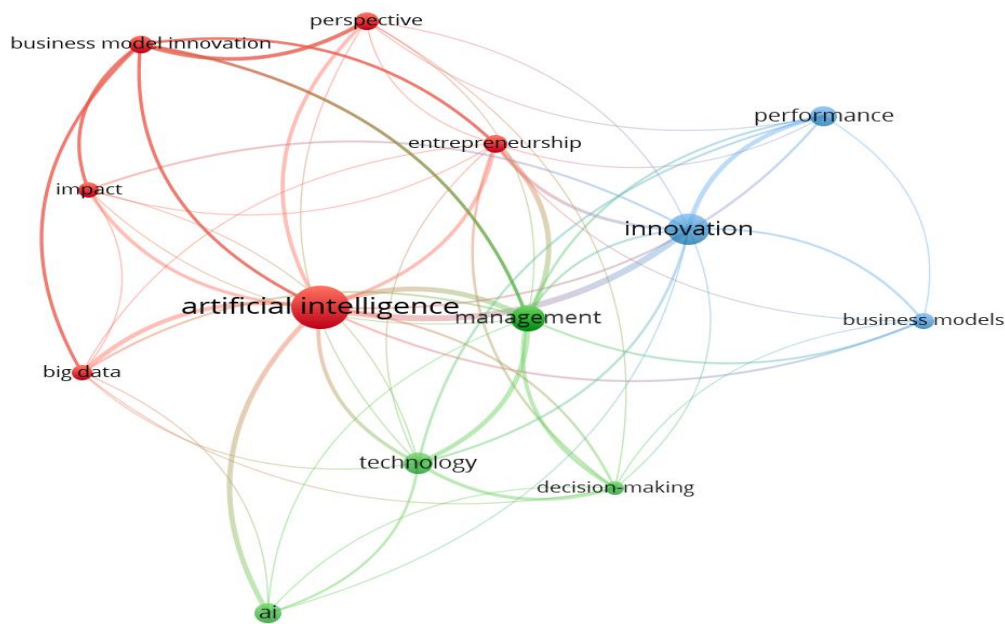 perspective
business model innovation
performance
entrepreneurship
impact
innovation
artificial intelligence
management
business models
big data
technology
decision-making
ai